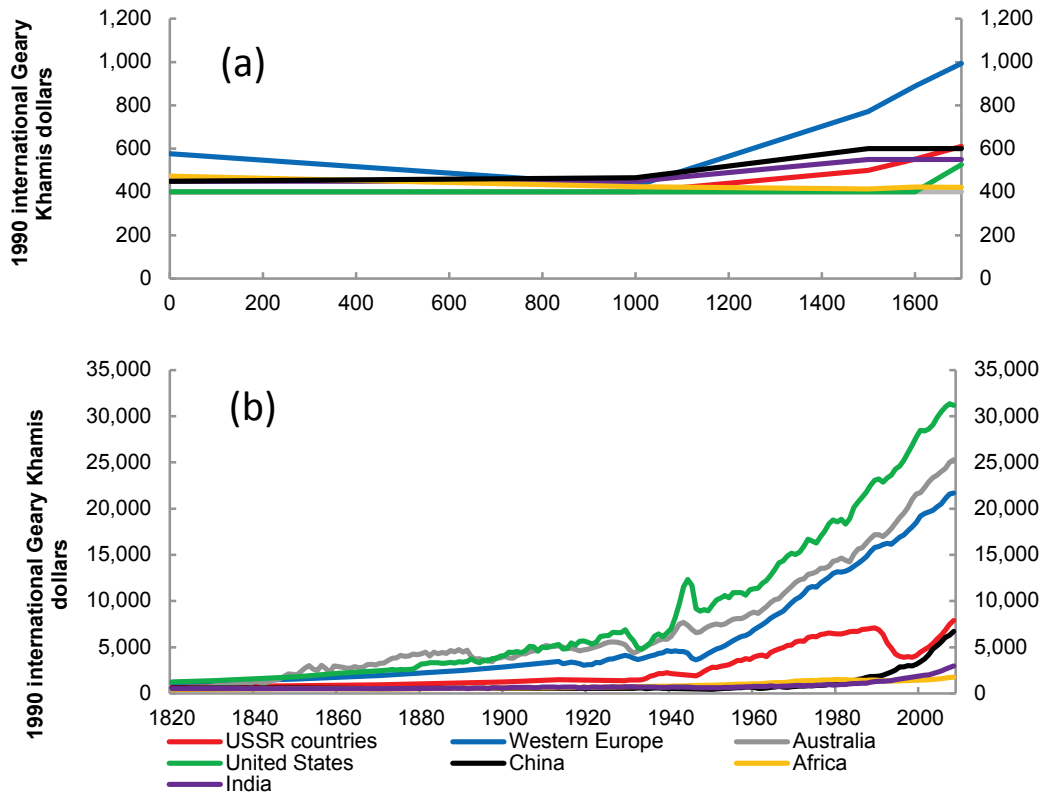 1,200 1,200
1,000 1,000
800 800
600 600
400 400
200 200
0 0
(a)
1990 international Geary
Khamis dollars
0 200 400 600 800 1000 1200 1400 1600
35,000 35,000
30,000 30,000
25,000 25,000
20,000 20,000
15,000 15,000
10,000 10,000
5,000 5,000
0 0
(b)
1990 international Geary Khamis
dollars
1820 1840 1860 1880 1900 1920 1940 1960 1980 2000
USSR countries Western Europe Australia
United States China Africa
India